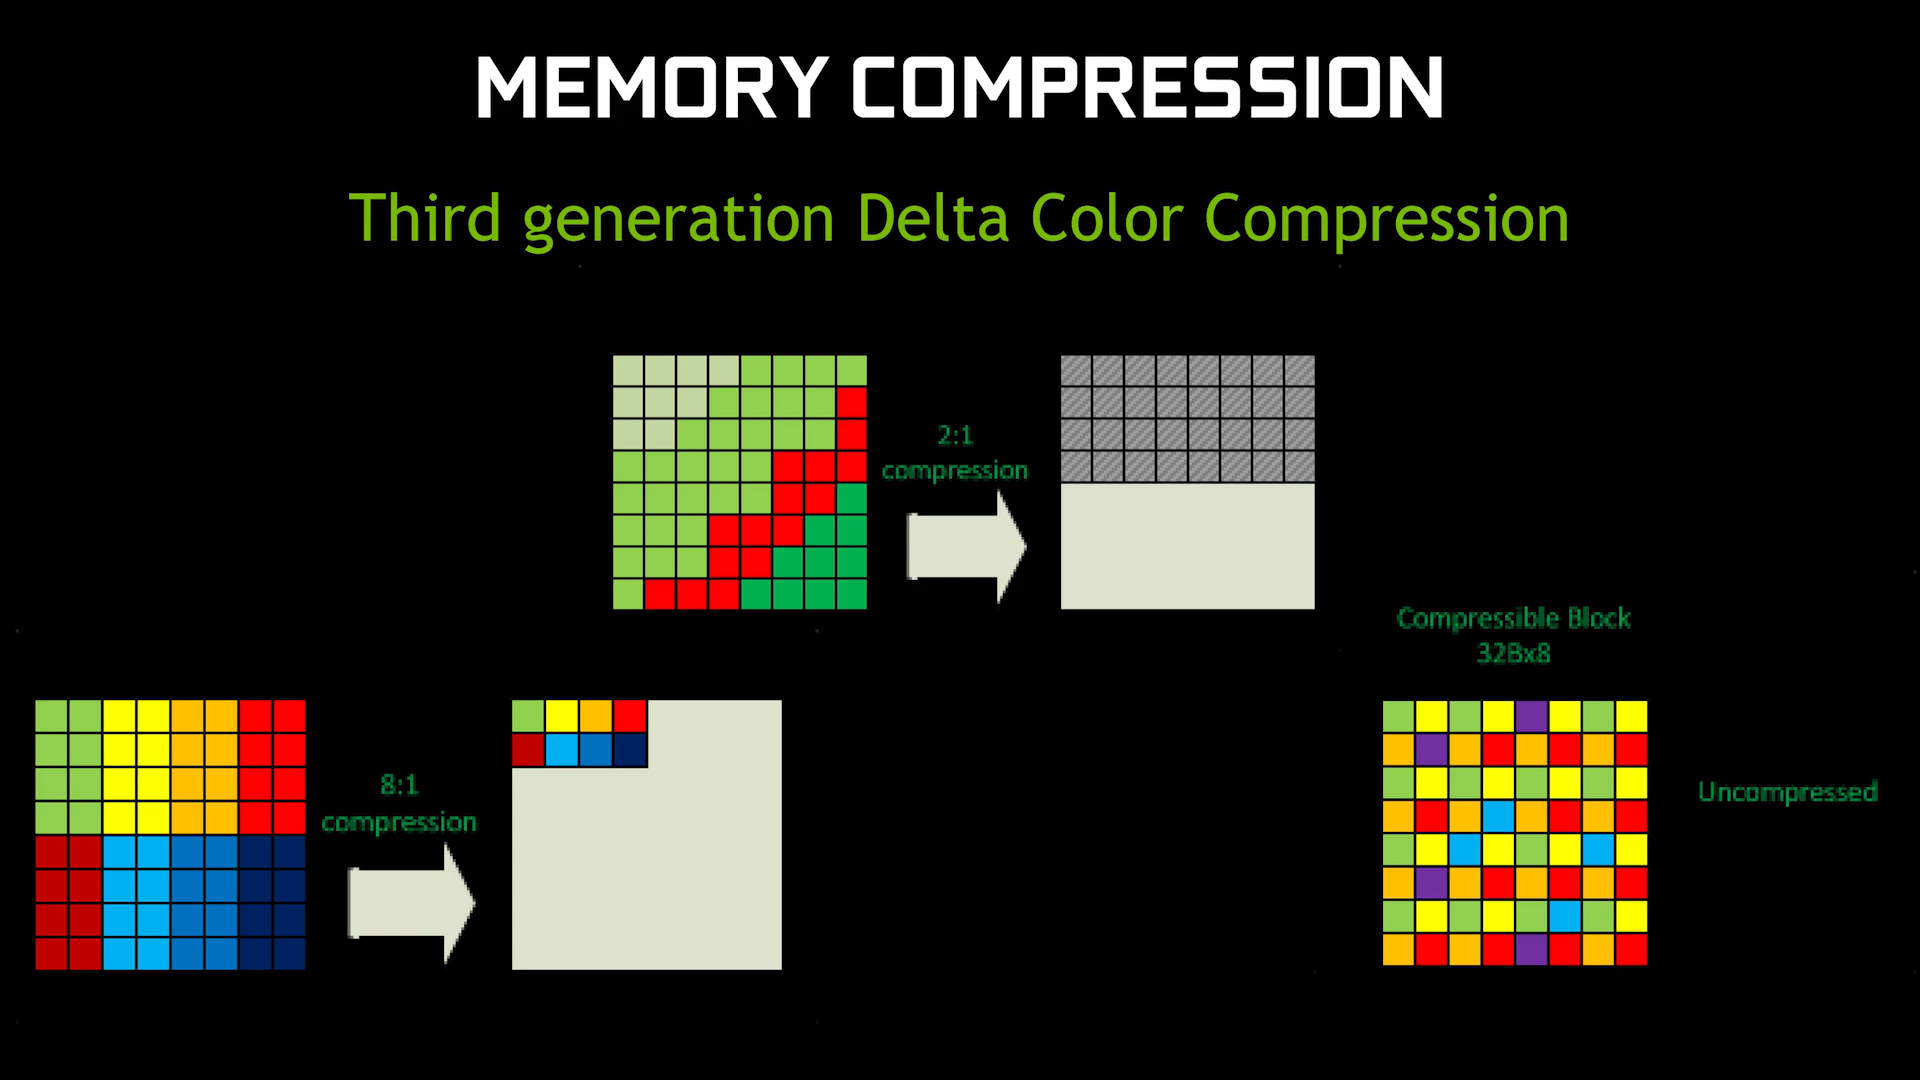 MEMORY COMPRESSION
Third generation Delta Color Compression
2:1
compression
Compressible Block
32Bx8
8:1
compression
Uncompressed